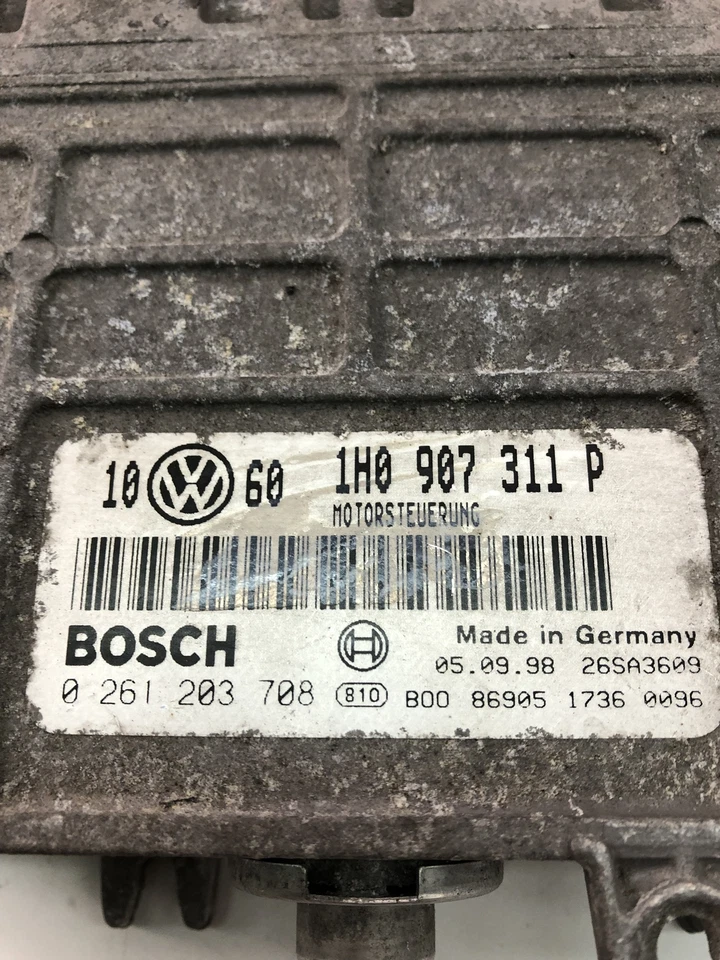 10 60 1H0 907 311 P
MOTORSTEUERUNG
BOSCH
Made in Germany
05.09.98 26SA3609
0 261 203 708 810 B00 86905 1736 0096